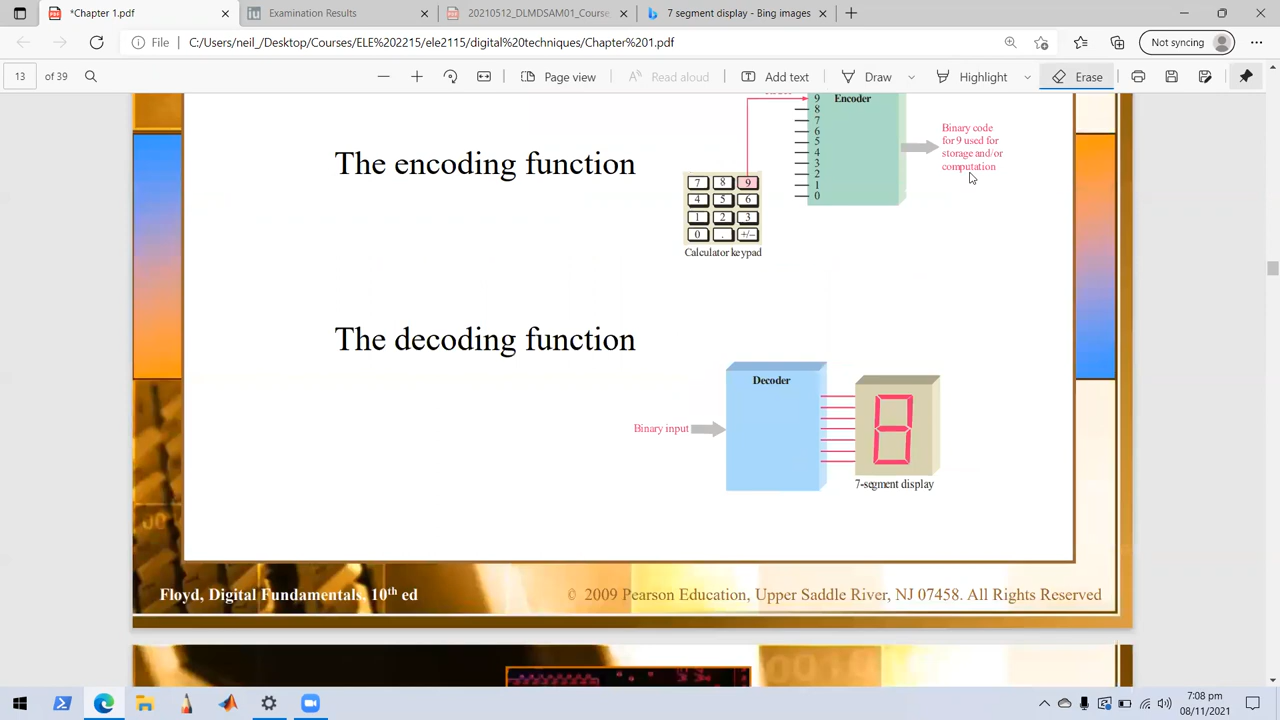 *Chapter 1.pdf
Examination Results
20210512_DLMDSAM01_Course
7 segment display - Bing images
File
C:/Users/neil_/Desktop/Courses/ELE%202215/ele2115/digital%20techniques/Chapter%201.pdf
Not syncing
13 of 39
Page view
Read aloud
Add text
Draw
Highlight
Erase
The encoding function
9
8
7
6
5
4
3
2
1
0
Encoder
Binary code
for 9 used for
storage and/or
computation
7 8 9
4 5 6
1 2 3
0 . +/–
Calculator keypad
The decoding function
Decoder
Binary input
8
7-segment display
Floyd, Digital Fundamentals, 10th ed
© 2009 Pearson Education, Upper Saddle River, NJ 07458. All Rights Reserved
7:08 pm
08/11/2021